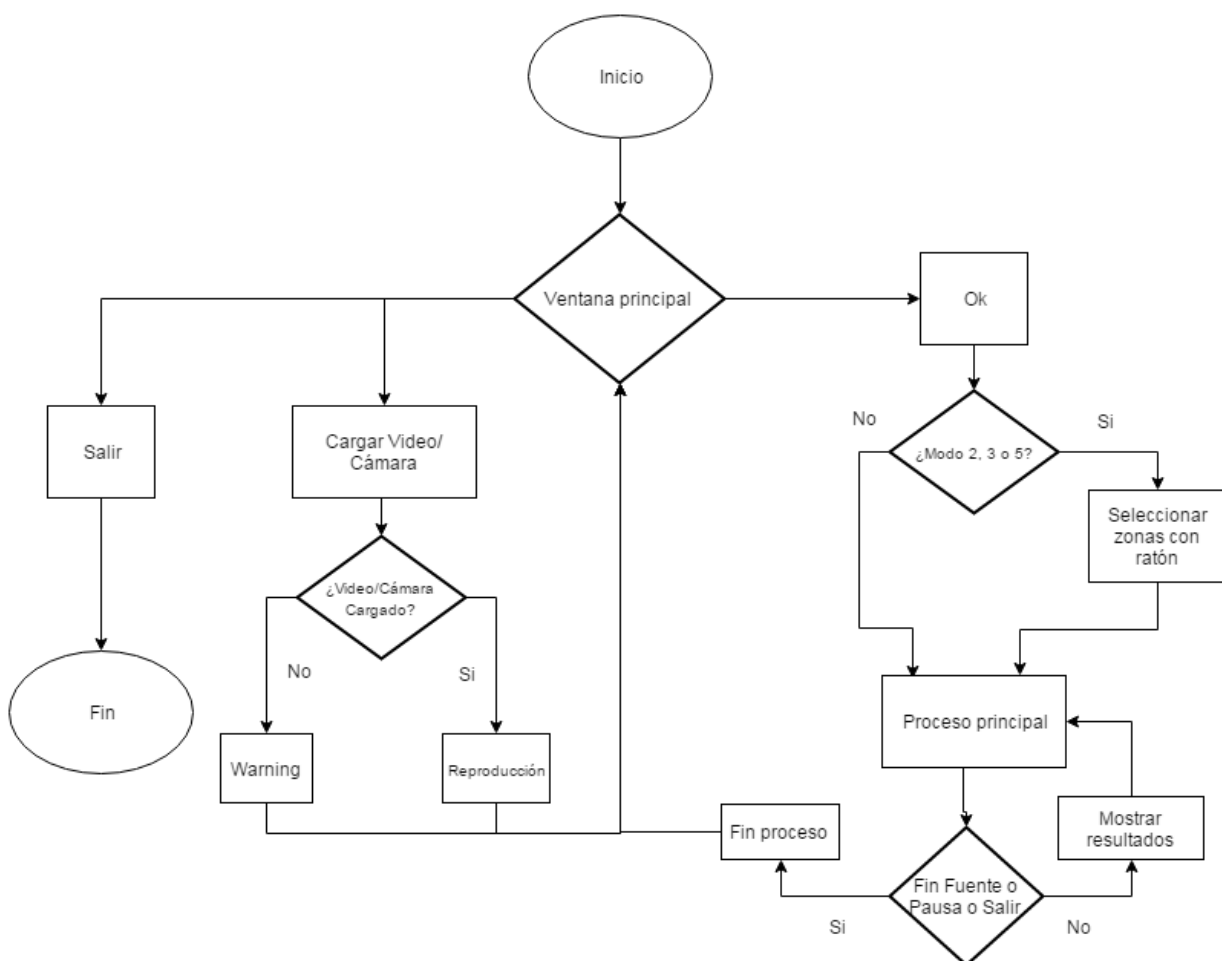 Inicio
Ventana principal
Ok
Salir
Cargar Video/
Cámara
No
¿Modo 2, 3 o 5?
Si
Seleccionar
zonas con
ratón
¿Video/Cámara
Cargado?
No
Si
Fin
Warning
Reproducción
Proceso principal
Fin proceso
Mostrar
resultados
Fin Fuente o
Pausa o Salir
Si
No